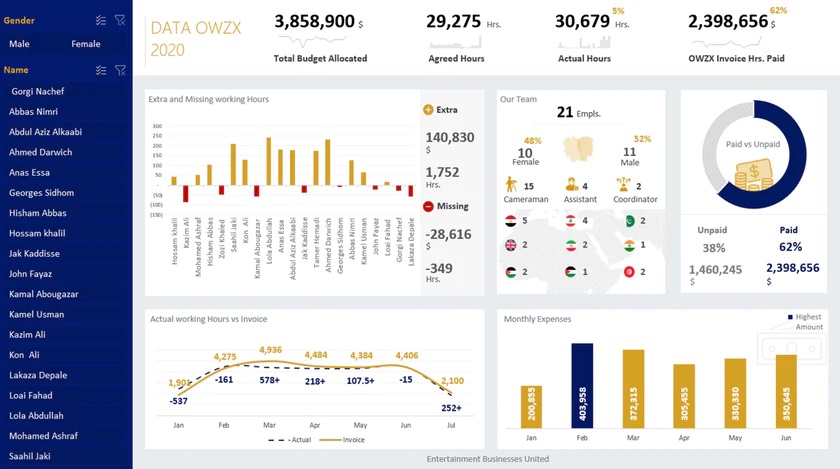 Gender
Male Female
Name
Gorgi Nachef
Abbas Nimri
Abdul Aziz Alkaabi
Ahmed Darwich
Anas Essa
Georges Sidhom
Hisham Abbas
Hossam khalil
Jak Kaddisse
John Fayaz
Kamal Abougazar
Kamel Usman
Kazim Ali
Kon Ali
Lakaza Depale
Loai Fahad
Lola Abdullah
Mohamed Ashraf
Saahil Jaki
DATA OWZX
2020
3,858,900 $
Total Budget Allocated
29,275 Hrs.
Agreed Hours
5%
30,679 Hrs.
Actual Hours
62%
2,398,656 $
OWZX Invoice Hrs. Paid
Extra and Missing working Hours
300
250
200
150
100
50
-
(50)
(100)
(150)
Hossam khalil
Kazim Ali
Mohamed Ashraf
Hisham Abbas
Zozi Khaled
Saahil Jaki
Kon Ali
Kamal Abougazar
Lola Abdullah
Anas Essa
Abdul Aziz Alkaabi
Jak Kaddisse
Tamer Hemadi
Ahmed Darwich
Georges Sidhom
Abbas Nimri
Kamel Usman
John Fayaz
Loai Fahad
Gorgi Nachef
Lakaza Depale
Extra
140,830
$
1,752
Hrs.
Missing
-28,616
$
-349
Hrs.
Our Team
21 Empls.
48%
10
Female
52%
11
Male
15
Cameraman
4
Assistant
2
Coordinator
5 4 2
2 2 1
2 1 2
Paid vs Unpaid
Unpaid
38%
1,460,245
$
Paid
62%
2,398,656
$
Actual working Hours vs Invoice
1,901 4,275 4,936 4,484 4,384 4,406 2,100
-537 -161 578+ 218+ 107.5+ -15 252+
Jan Feb Mar Apr May Jun Jul
Actual Invoice
Monthly Expenses
Highest
Amount
200,855 403,958 372,315 305,455 330,330 350,645
Jan Feb Mar Apr May Jun
Entertainment Businesses United